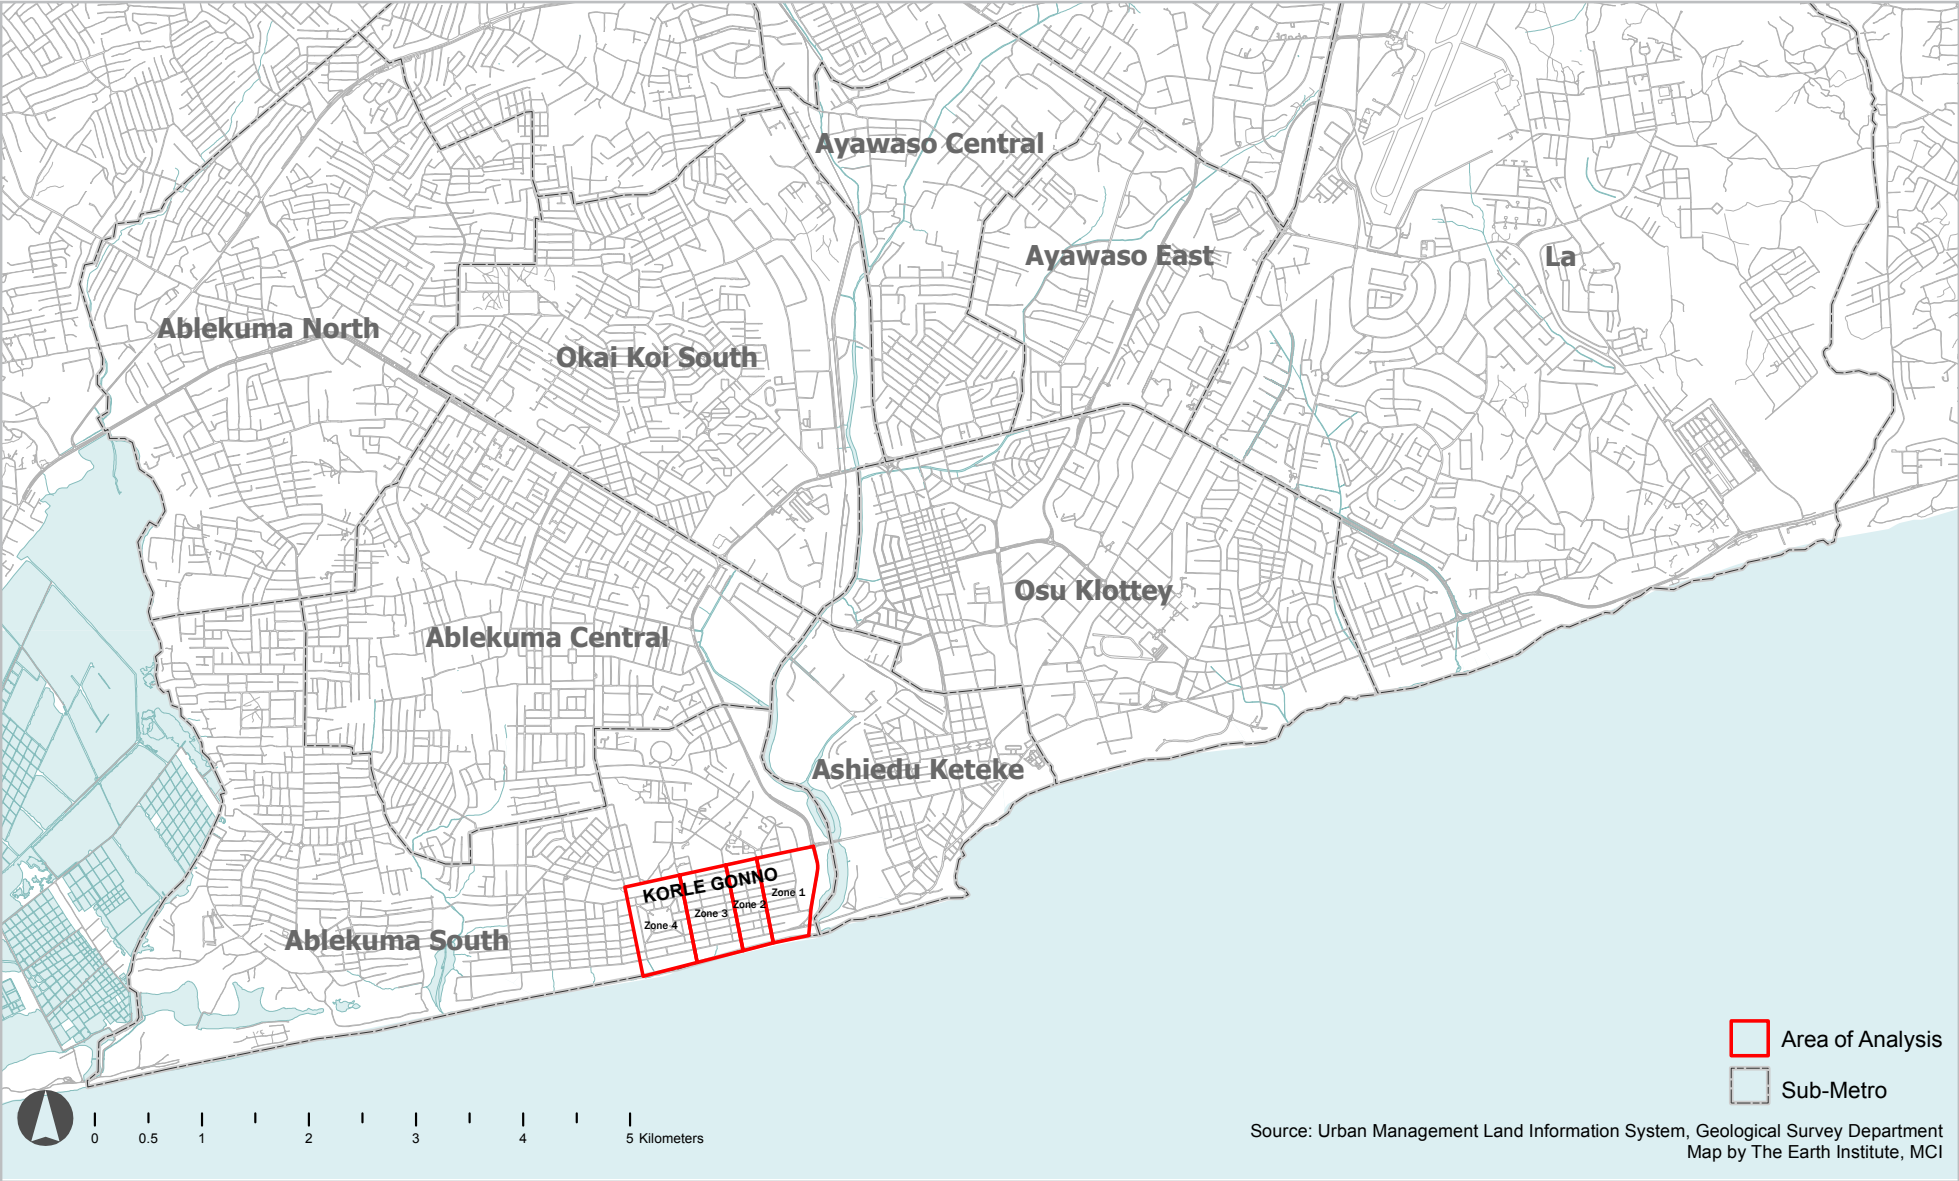 Ayawaso Central
Ayawaso East
La
Ablekuma North
Okai Koi South
Osu Klottey
Ablekuma Central
Ashiedu Keteke
KORLE GONNO
Zone 1
Zone 2
Zone 3
Zone 4
Ablekuma South
Area of Analysis
Sub-Metro
0 0.5 1 2 3 4 5 Kilometers
Source: Urban Management Land Information System, Geological Survey Department
Map by The Earth Institute, MCI